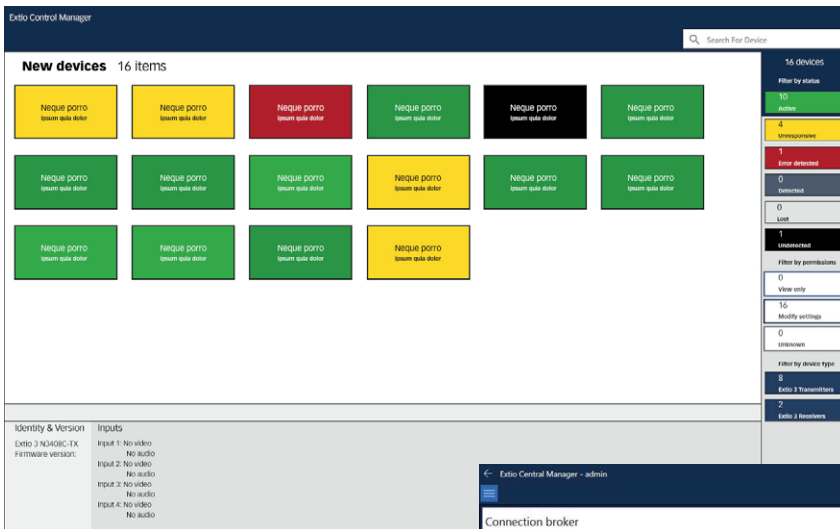 Extio Control Manager
Search For Device
New devices 16 items
Neque porro
Ipsum quia dolor
Neque porro
Ipsum quia dolor
Neque porro
Ipsum quia dolor
Neque porro
Ipsum quia dolor
Neque porro
Ipsum quia dolor
Neque porro
Ipsum quia dolor
Neque porro
Ipsum quia dolor
Neque porro
Ipsum quia dolor
Neque porro
Ipsum quia dolor
Neque porro
Ipsum quia dolor
Neque porro
Ipsum quia dolor
Neque porro
Ipsum quia dolor
Neque porro
Ipsum quia dolor
Neque porro
Ipsum quia dolor
Neque porro
Ipsum quia dolor
Neque porro
Ipsum quia dolor
16 devices
Filter by status
10
Active
4
Unresponsive
1
Error detected
0
Detected
0
Lost
1
Undetected
Filter by permissions
0
View only
16
Modify settings
0
Unknown
Filter by device type
8
Extio 3 Transmitters
2
Extio 3 Receivers
Identity & Version
Extio 3 N3408C-TX
Firmware version:
Inputs
Input 1: No video
No audio
Input 2: No video
No audio
Input 3: No video
No audio
Input 4: No video
No audio
Extio Central Manager - admin
Connection broker